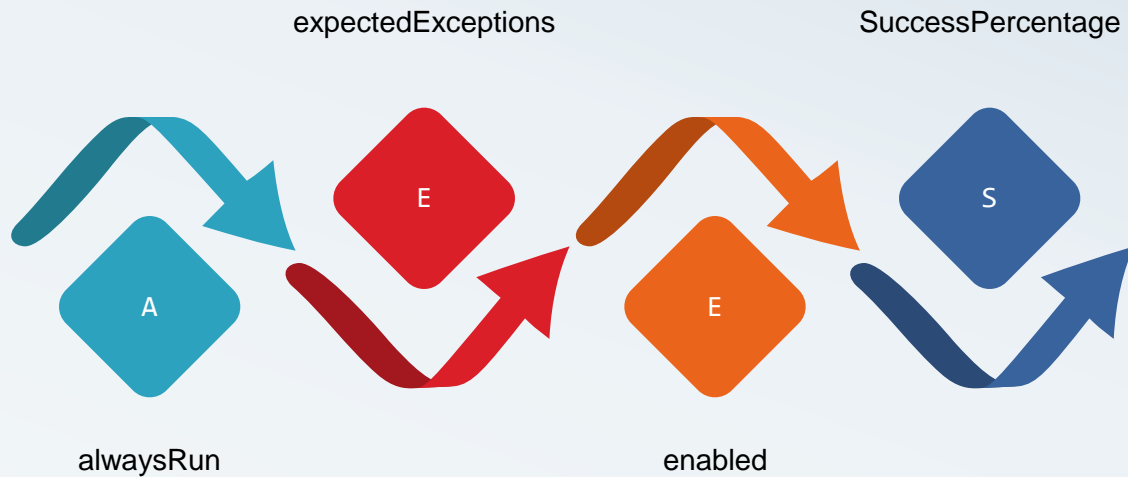 expectedExceptions
SuccessPercentage
E
S
A
E
alwaysRun
enabled